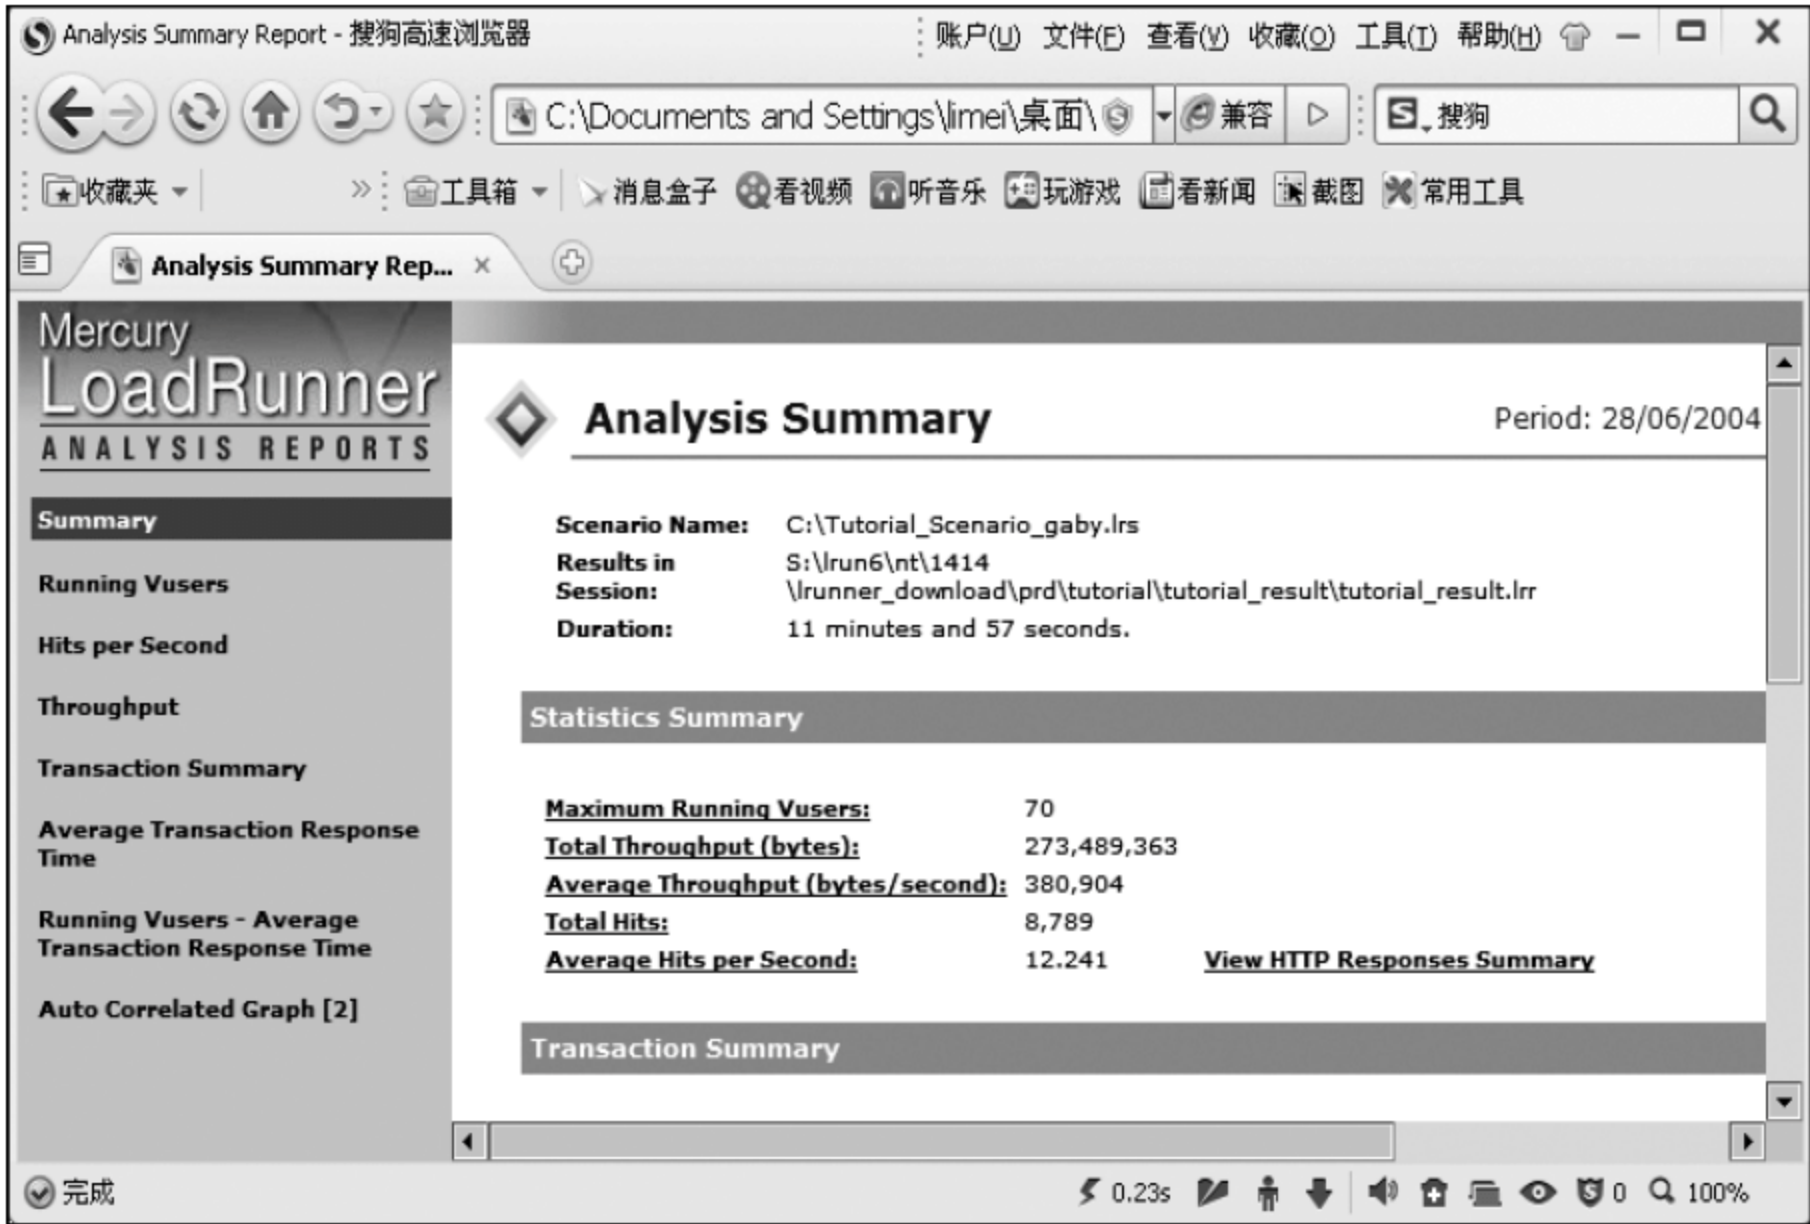 Analysis Summary Report - 搜狗高速浏览器
账户(U) 文件(F) 查看(V) 收藏(O) 工具(T) 帮助(H)
C:\Documents and Settings\limei\桌面\ 兼容
S 搜狗
收藏夹 » 工具箱 消息盒子 看视频 听音乐 玩游戏 看新闻 截图 常用工具
Analysis Summary Rep... ×
Mercury
LoadRunner
ANALYSIS REPORTS
Summary
Running Vusers
Hits per Second
Throughput
Transaction Summary
Average Transaction Response
Time
Running Vusers - Average
Transaction Response Time
Auto Correlated Graph [2]
Analysis Summary Period: 28/06/2004
Scenario Name: C:\Tutorial_Scenario_gaby.lrs
Results in S:\lrun6\nt\1414
Session: \lrunner_download\prd\tutorial\tutorial_result\tutorial_result.lrr
Duration: 11 minutes and 57 seconds.
Statistics Summary
Maximum Running Vusers: 70
Total Throughput (bytes): 273,489,363
Average Throughput (bytes/second): 380,904
Total Hits: 8,789
Average Hits per Second: 12.241 View HTTP Responses Summary
Transaction Summary
完成 0.23s 0 100%